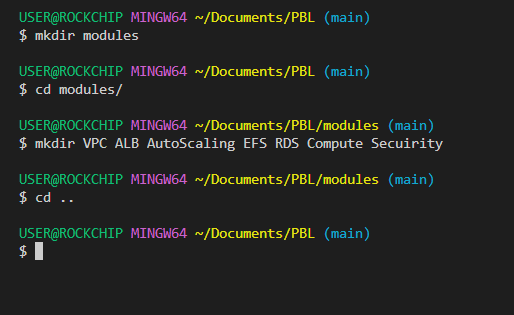 USER@ROCKCHIP MINGW64 ~/Documents/PBL (main)
$ mkdir modules
USER@ROCKCHIP MINGW64 ~/Documents/PBL (main)
$ cd modules/
USER@ROCKCHIP MINGW64 ~/Documents/PBL/modules (main)
$ mkdir VPC ALB AutoScaling EFS RDS Compute Secuirity
USER@ROCKCHIP MINGW64 ~/Documents/PBL/modules (main)
$ cd ..
USER@ROCKCHIP MINGW64 ~/Documents/PBL (main)
$